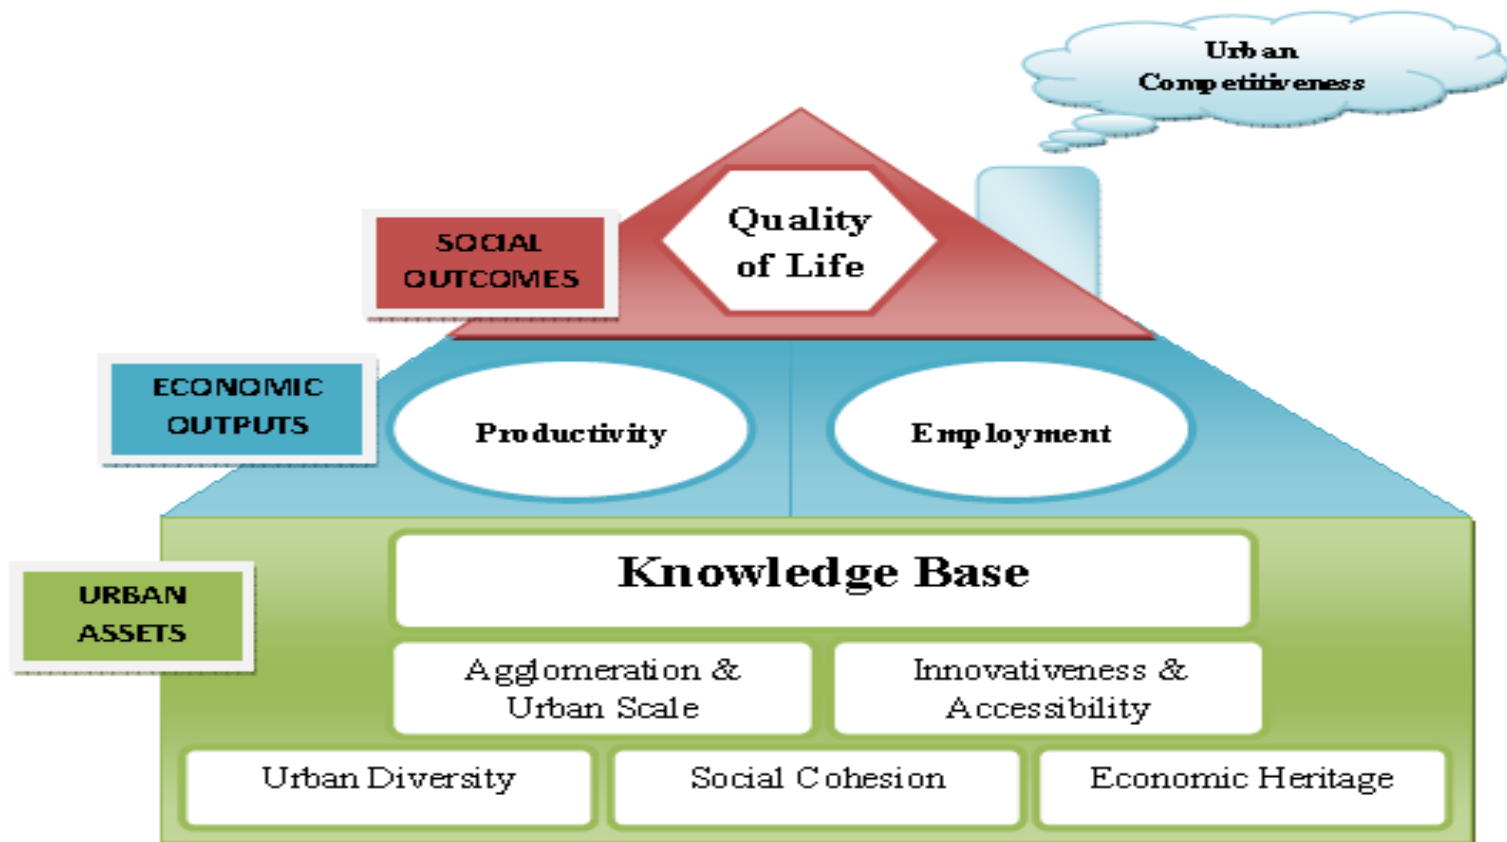 Urban
Competitiveness
Quality
of Life
SOCIAL
OUTCOMES
ECONOMIC
OUTPUTS
Productivity
Employment
Knowledge Base
URBAN
ASSETS
Agglomeration &
Urban Scale
Innovativeness &
Accessibility
Urban Diversity
Social Cohesion
Economic Heritage